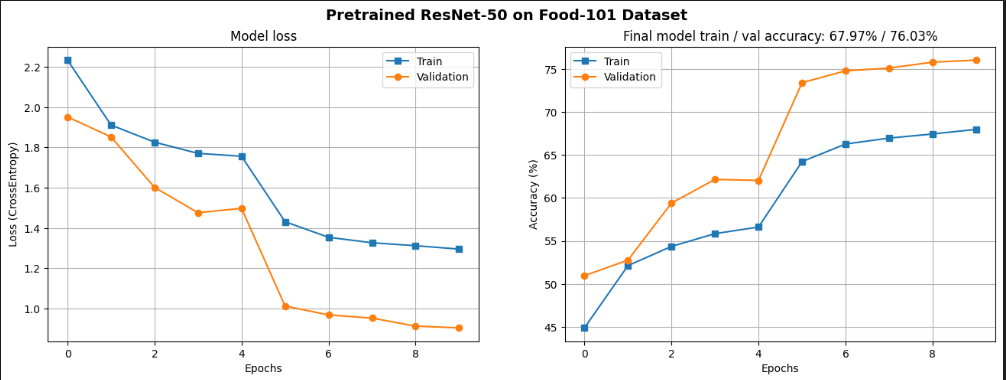 Pretrained ResNet-50 on Food-101 Dataset
Model loss
Train
Validation
2.2
2.0
1.8
1.6
1.4
1.2
1.0
Loss (CrossEntropy)
0 2 4 6 8
Epochs
Final model train / val accuracy: 67.97% / 76.03%
Train
Validation
75
70
65
60
55
50
45
Accuracy (%)
0 2 4 6 8
Epochs